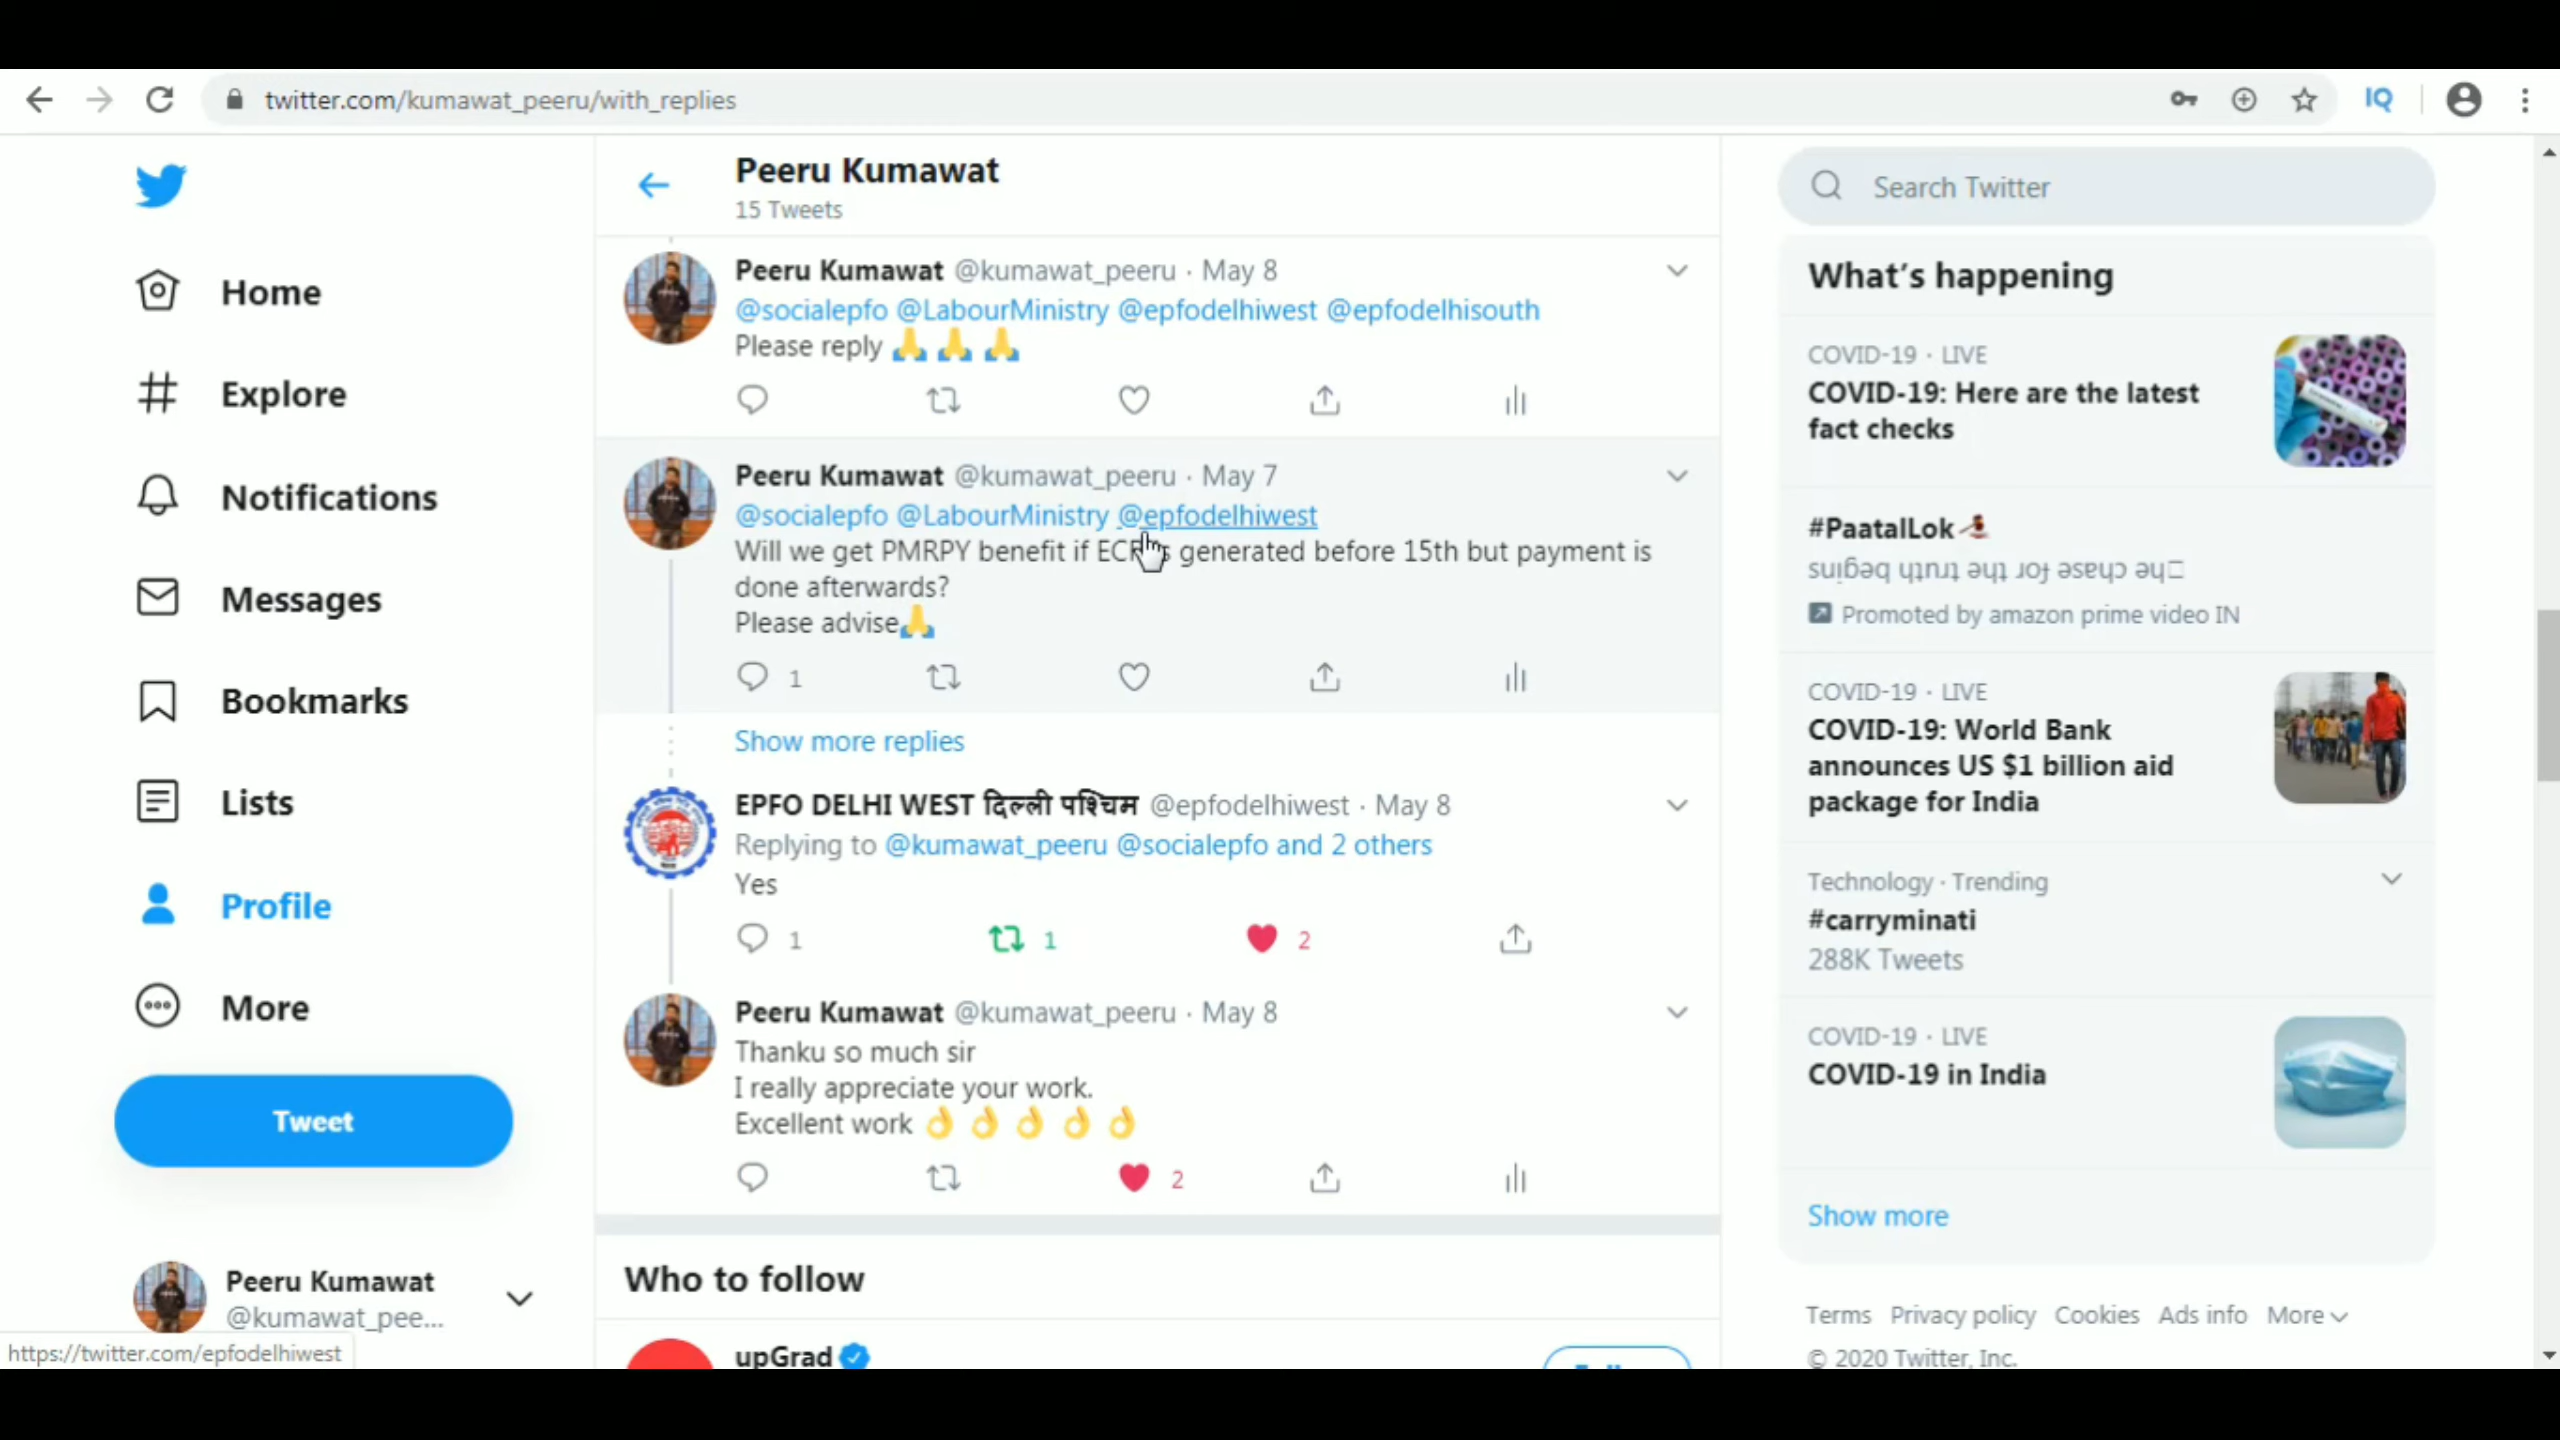 twitter.com/kumawat_peeru/with_replies
IQ
Home
Explore
Notifications
Messages
Bookmarks
Lists
Profile
More
Tweet
Peeru Kumawat
@kumawat_pee...
https://twitter.com/epfodelhiwest
Peeru Kumawat
15 Tweets
Peeru Kumawat @kumawat_peeru · May 8
@socialepfo @LabourMinistry @epfodelhiwest @epfodelhisouth
Please reply 🙏 🙏 🙏
Peeru Kumawat @kumawat_peeru · May 7
@socialepfo @LabourMinistry @epfodelhiwest
Will we get PMRPY benefit if generated before 15th but payment is
done afterwards?
Please advise🙏
1
Show more replies
EPFO DELHI WEST दिल्ली पश्चिम @epfodelhiwest · May 8
Replying to @kumawat_peeru @socialepfo and 2 others
Yes
1 1 2
Peeru Kumawat @kumawat_peeru · May 8
Thanku so much sir
I really appreciate your work.
Excellent work 👌 👌 👌 👌 👌
2
Who to follow
upGrad
Search Twitter
What's happening
COVID-19 · LIVE
COVID-19: Here are the latest
fact checks
#PaatalLok
suıƃǝq ɥʇnɹʇ ǝɥʇ ɹoɟ ǝsɐɥɔ ǝɥ
Promoted by amazon prime video IN
COVID-19 · LIVE
COVID-19: World Bank
announces US $1 billion aid
package for India
Technology · Trending
#carryminati
288K Tweets
COVID-19 · LIVE
COVID-19 in India
Show more
Terms Privacy policy Cookies Ads info More
© 2020 Twitter, Inc.